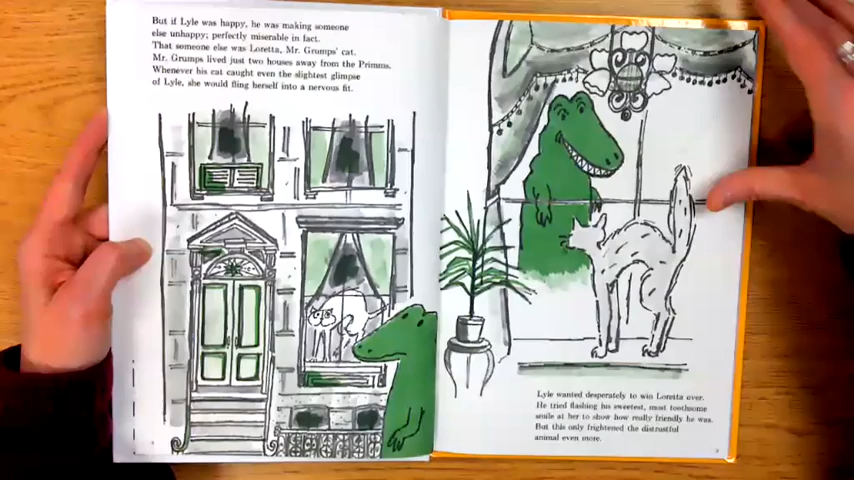 But if Lyle was happy, he was making someone
else unhappy; perfectly miserable in fact.
That someone else was Loretta, Mr. Grumps' cat.
Mr. Grumps lived just two houses away from the Primms.
Whenever his cat caught even the slightest glimpse
of Lyle, she would fling herself into a nervous fit.
Lyle wanted desperately to win Loretta over.
He tried flashing his sweetest, most toothsome
smile at her to show how really friendly he was.
But this only frightened the distrustful
animal even more.